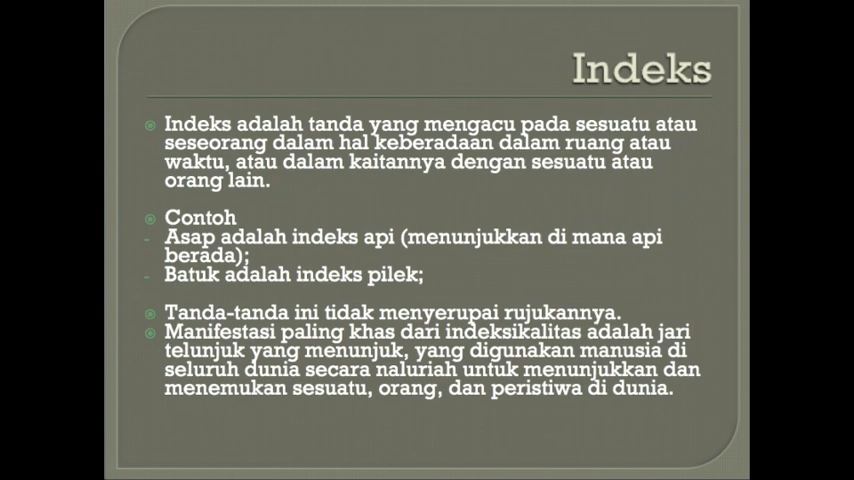 Indeks
Indeks adalah tanda yang mengacu pada sesuatu atau
seseorang dalam hal keberadaan dalam ruang atau
waktu, atau dalam kaitannya dengan sesuatu atau
orang lain.
Contoh
- Asap adalah indeks api (menunjukkan di mana api
berada);
- Batuk adalah indeks pilek;
Tanda-tanda ini tidak menyerupai rujukannya.
Manifestasi paling khas dari indeksikalitas adalah jari
telunjuk yang menunjuk, yang digunakan manusia di
seluruh dunia secara naluriah untuk menunjukkan dan
menemukan sesuatu, orang, dan peristiwa di dunia.